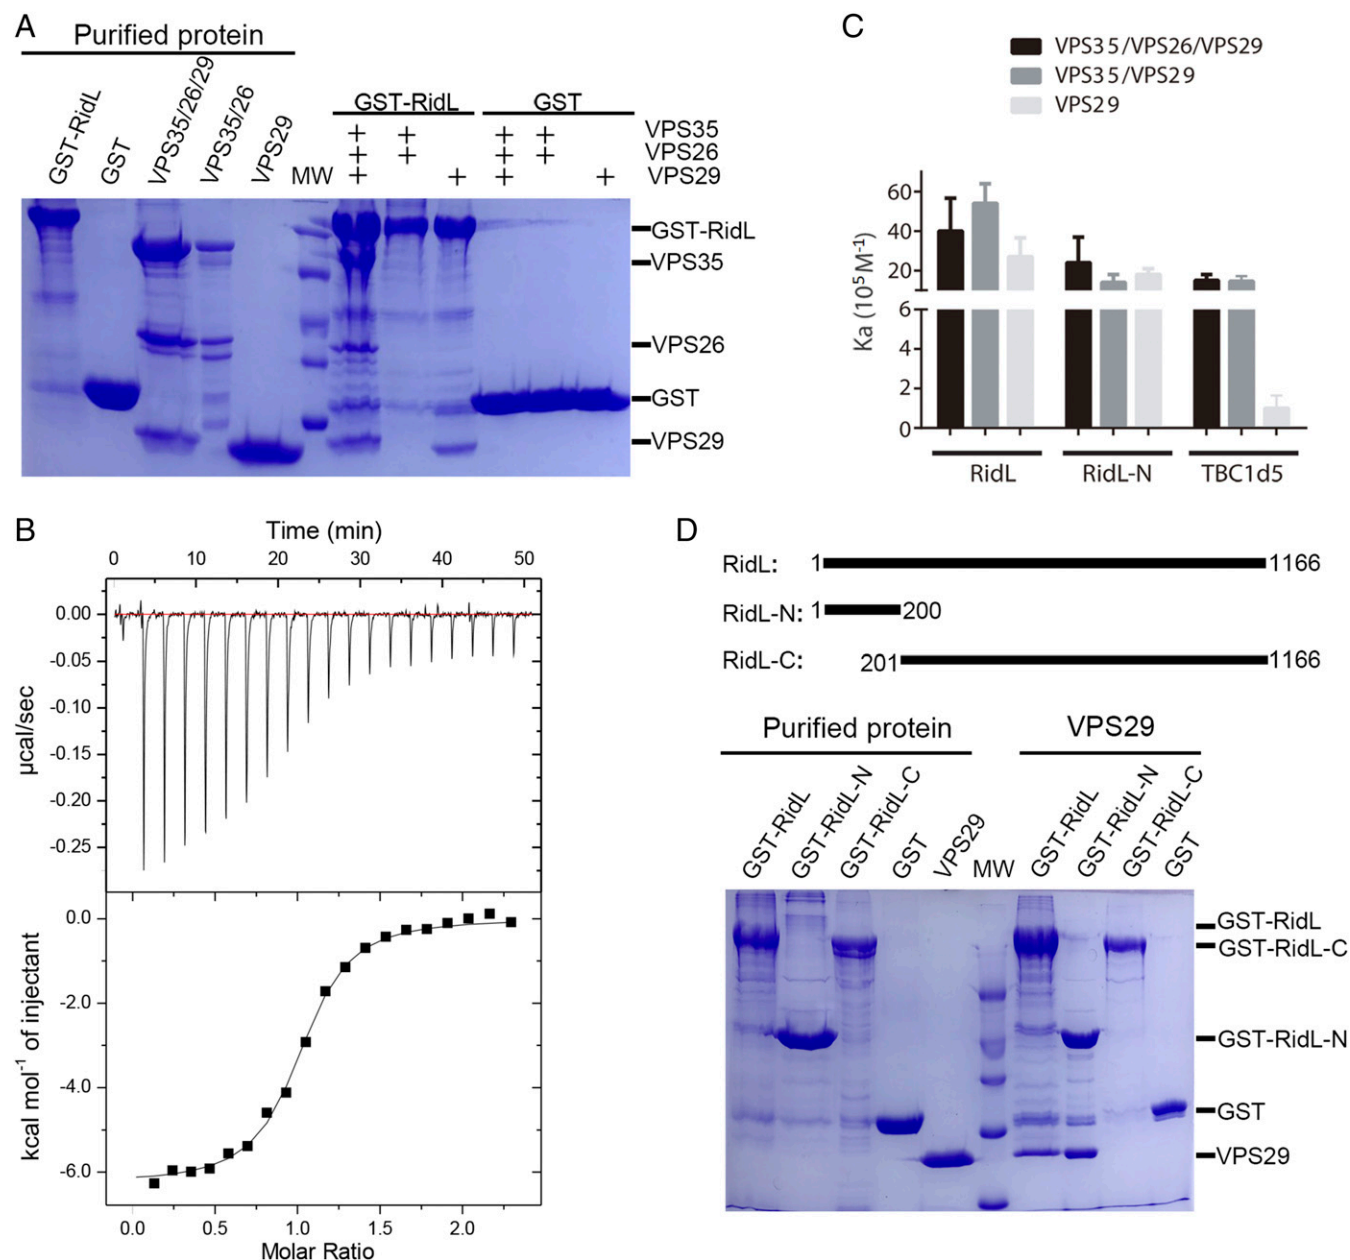 A
Purified protein
GST-RidL
GST
VPS35/26/29
VPS35/26
VPS29
MW
GST-RidL
GST
+ + + + VPS35
+ + + + VPS26
+ + + + VPS29
GST-RidL
VPS35
VPS26
GST
VPS29
B
Time (min)
0 10 20 30 40 50
0.00
-0.05
-0.10
-0.15
-0.20
-0.25
µcal/sec
0.0
-2.0
-4.0
-6.0
kcal mol⁻¹ of injectant
0.0 0.5 1.0 1.5 2.0
Molar Ratio
C
VPS35/VPS26/VPS29
VPS35/VPS29
VPS29
Ka (10⁵ M⁻¹)
60
40
20
6
4
2
0
RidL RidL-N TBC1d5
D
RidL: 1 1166
RidL-N: 1 200
RidL-C: 201 1166
Purified protein
VPS29
GST-RidL
GST-RidL-N
GST-RidL-C
GST
VPS29
MW
GST-RidL
GST-RidL-N
GST-RidL-C
GST
GST-RidL
GST-RidL-C
GST-RidL-N
GST
VPS29